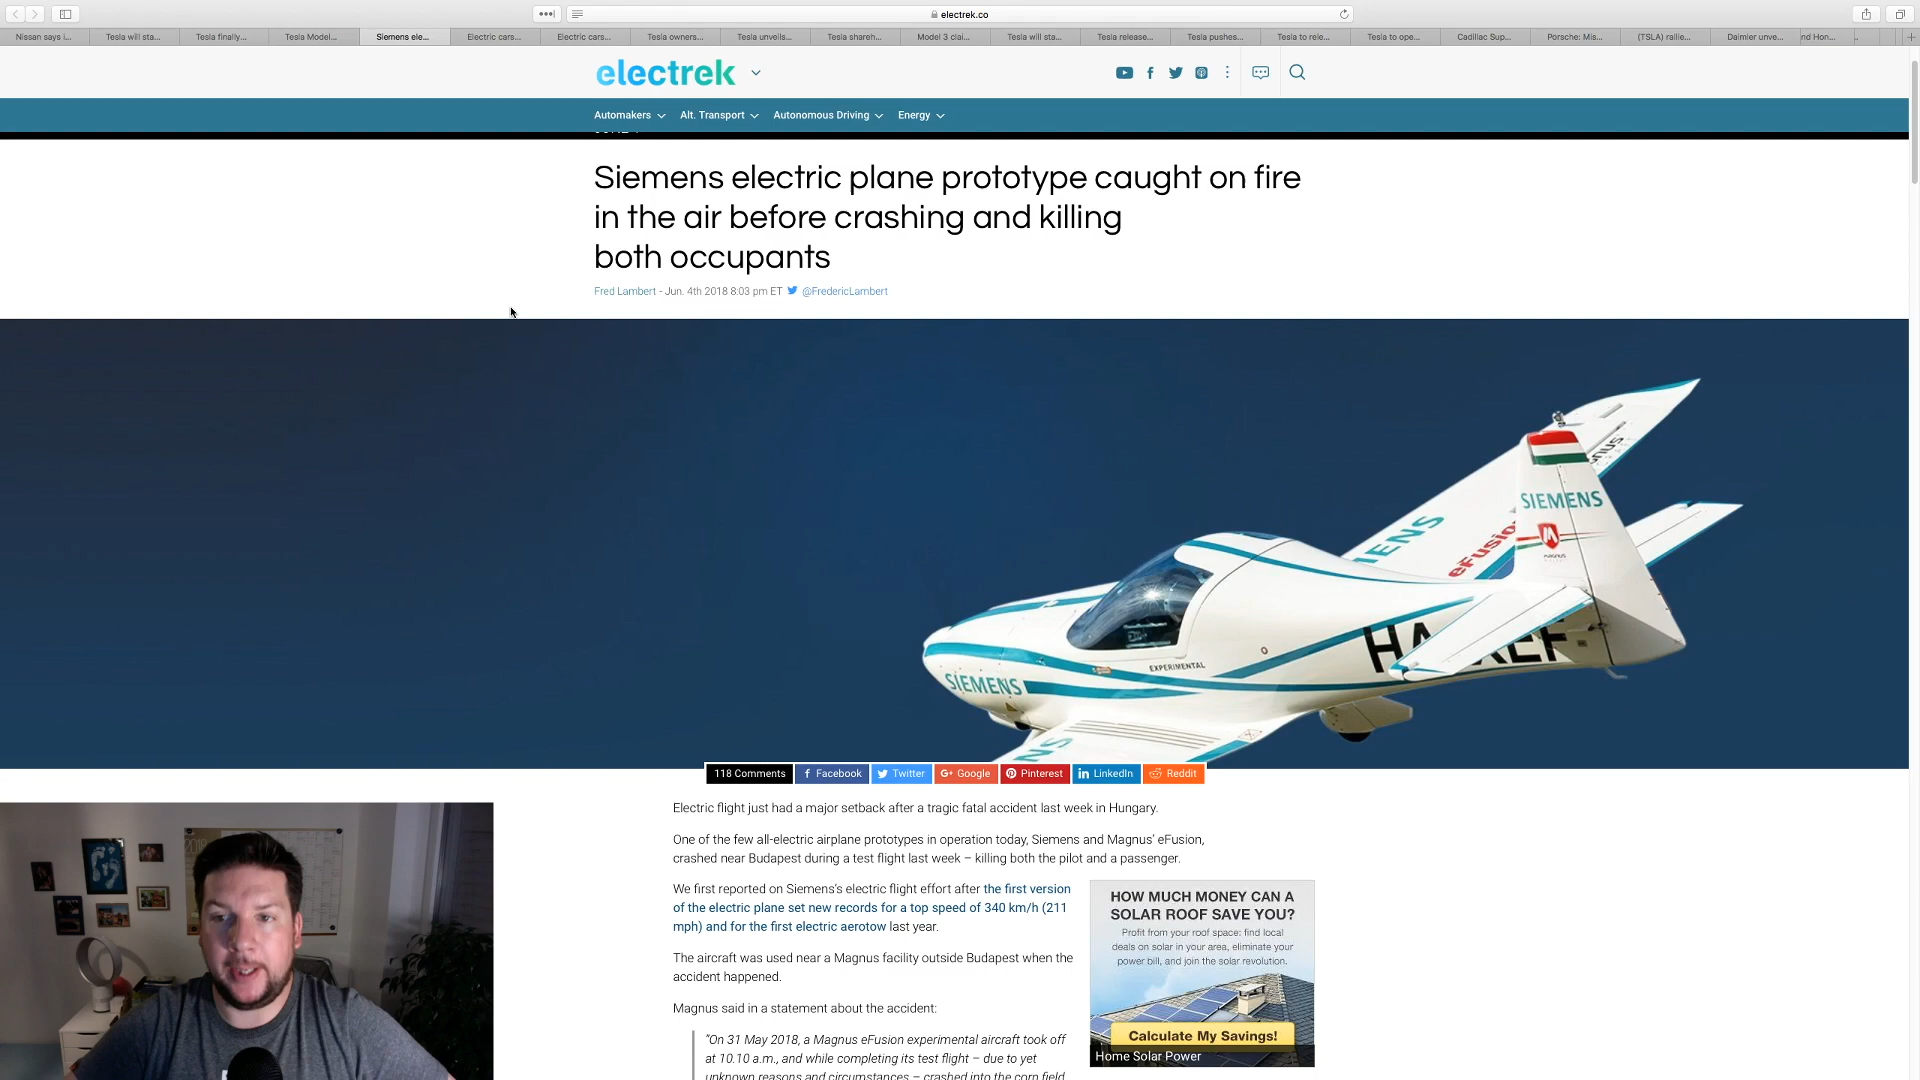 electrek.co
Nissan says i...
Tesla will sta...
Tesla finally...
Tesla Model...
Siemens ele...
Electric cars...
Electric cars...
Tesla owners...
Tesla unveils...
Tesla shareh...
Model 3 clai...
Tesla will sta...
Tesla release...
Tesla pushes...
Tesla to rele...
Tesla to ope...
Cadillac Sup...
Porsche: Mis...
(TSLA) rallie...
Daimler unve...
nd Hon...
electrek
Automakers
Alt. Transport
Autonomous Driving
Energy
Siemens electric plane prototype caught on fire
in the air before crashing and killing
both occupants
Fred Lambert - Jun. 4th 2018 8:03 pm ET @FredericLambert
SIEMENS
eFusio
IENS
EXPERIMENTAL
SIEMENS
NS
118 Comments
Facebook
Twitter
G+ Google
Pinterest
LinkedIn
Reddit
Electric flight just had a major setback after a tragic fatal accident last week in Hungary.
One of the few all-electric airplane prototypes in operation today, Siemens and Magnus' eFusion,
crashed near Budapest during a test flight last week – killing both the pilot and a passenger.
We first reported on Siemens's electric flight effort after the first version
of the electric plane set new records for a top speed of 340 km/h (211
mph) and for the first electric aerotow last year.
The aircraft was used near a Magnus facility outside Budapest when the
accident happened.
Magnus said in a statement about the accident:
"On 31 May 2018, a Magnus eFusion experimental aircraft took off
at 10.10 a.m., and while completing its test flight – due to yet
unknown reasons and circumstances – crashed into the corn field
HOW MUCH MONEY CAN A
SOLAR ROOF SAVE YOU?
Profit from your roof space: find local
deals on solar in your area, eliminate your
power bill, and join the solar revolution.
Calculate My Savings!
Home Solar Power